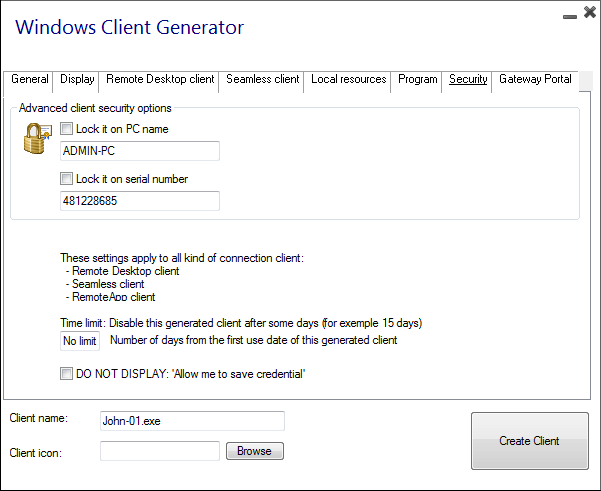 Windows Client Generator
General Display Remote Desktop client Seamless client Local resources Program Security Gateway Portal
Advanced client security options
Lock it on PC name
ADMIN-PC
Lock it on serial number
481228685
These settings apply to all kind of connection client:
- Remote Desktop client
- Seamless client
- RemoteApp client
Time limit: Disable this generated client after some days (for exemple 15 days)
No limit Number of days from the first use date of this generated client
DO NOT DISPLAY: 'Allow me to save credential'
Client name: John-01.exe
Create Client
Client icon: Browse